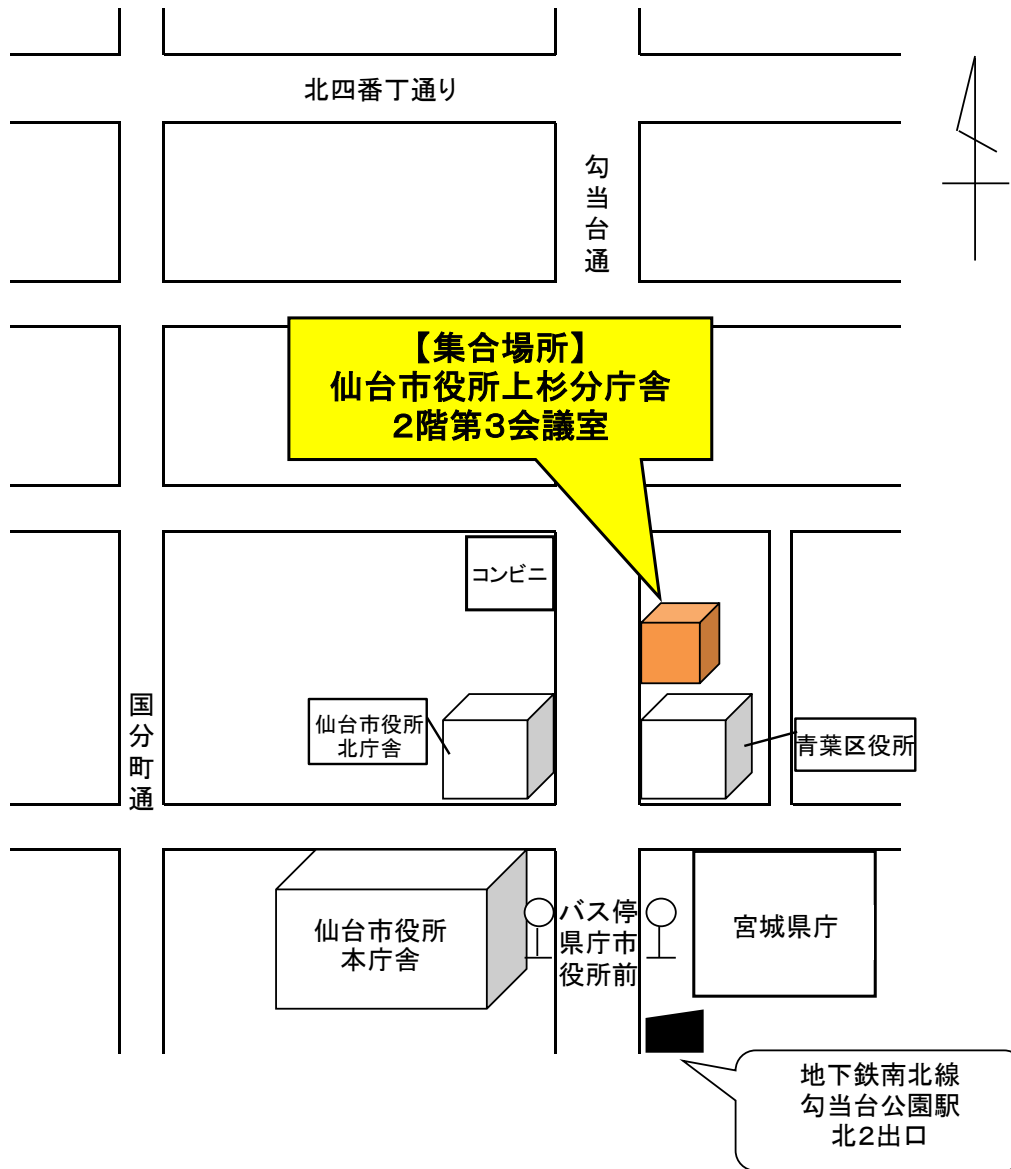 北四番丁通り
勾当台通
【集合場所】
仙台市役所上杉分庁舎
2階第3会議室
コンビニ
国分町通
仙台市役所
北庁舎
青葉区役所
仙台市役所
本庁舎
バス停
県庁市
役所前
宮城県庁
地下鉄南北線
勾当台公園駅
北2出口